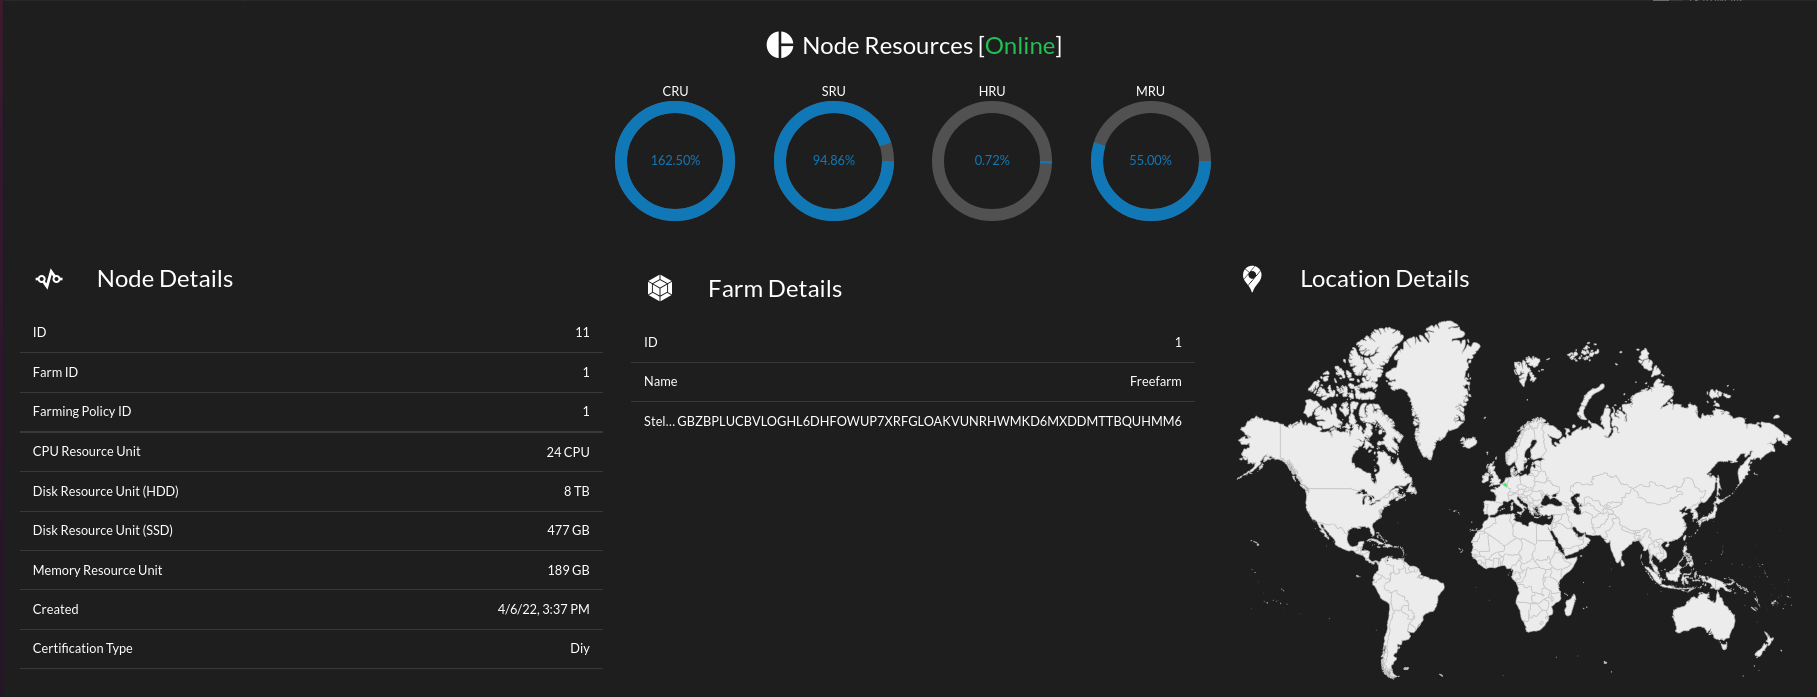 Node Resources [Online]
CRU SRU HRU MRU
162.50% 94.86% 0.72% 55.00%
Node Details
ID 11
Farm ID 1
Farming Policy ID 1
CPU Resource Unit 24 CPU
Disk Resource Unit (HDD) 8 TB
Disk Resource Unit (SSD) 477 GB
Memory Resource Unit 189 GB
Created 4/6/22, 3:37 PM
Certification Type Diy
Farm Details
ID 1
Name Freefarm
Stel... GBZBPLUCBVLOGHL6DHFOWUP7XRFGLOAKVUNRHWMKD6MXDDMTTBQUHMM6
Location Details